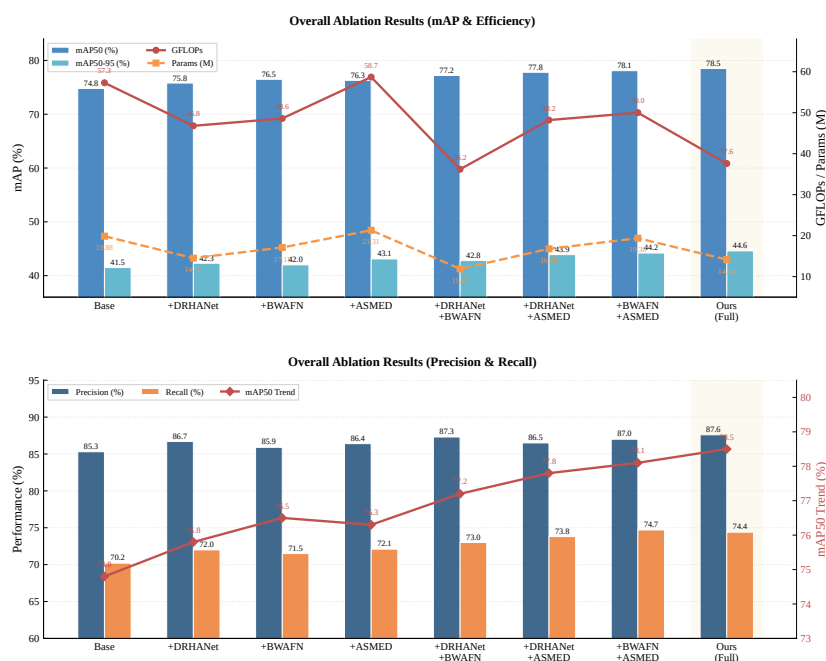 Overall Ablation Results (mAP & Efficiency)
mAP50 (%)
mAP50-95 (%)
GFLOPs
Params (M)
mAP (%)
80
70
60
50
40
GFLOPs / Params (M)
60
50
40
30
20
10
74.8
75.8
76.5
76.3
77.2
77.8
78.1
78.5
57.3
58.7
41.5
42.3
42.0
43.1
42.8
43.9
44.2
44.6
Base
+DRHANet
+BWAFN
+ASMED
+DRHANet
+BWAFN
+DRHANet
+ASMED
+BWAFN
+ASMED
Ours
(Full)
Overall Ablation Results (Precision & Recall)
Precision (%)
Recall (%)
mAP50 Trend
Performance (%)
95
90
85
80
75
70
65
60
mAP50 Trend (%)
80
79
78
77
76
75
74
73
85.3
86.7
85.9
86.4
87.3
86.5
87.0
87.6
70.2
72.0
71.5
72.1
73.0
73.8
74.7
74.4
Base
+DRHANet
+BWAFN
+ASMED
+DRHANet
+BWAFN
+DRHANet
+ASMED
+BWAFN
+ASMED
Ours
(Full)